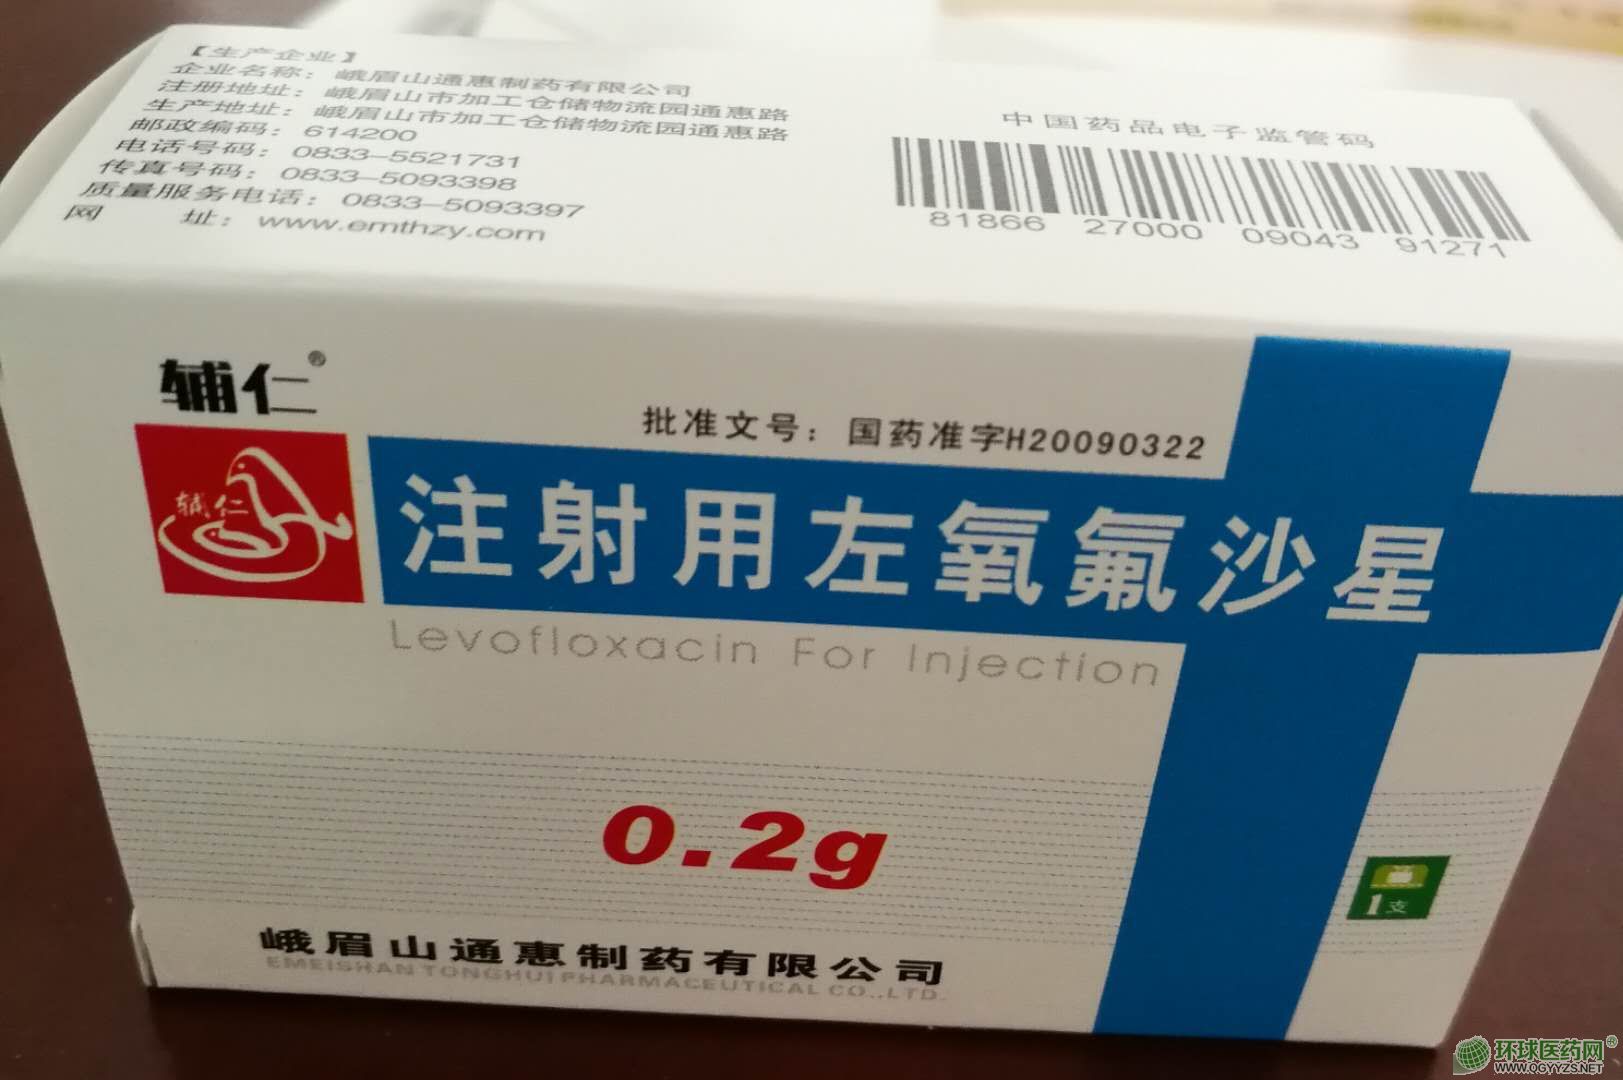 【生产企业】
企业名称：峨眉山通惠制药有限公司
注册地址：峨眉山市加工仓储物流园通惠路
生产地址：峨眉山市加工仓储物流园通惠路
邮政编码：614200
电话号码：0833-5521731
传真号码：0833-5093398
质量服务电话：0833-5093397
网 址：www.emthzy.com
中国药品电子监管码
81866 27000 09043 91271
辅仁®
批准文号：国药准字H20090322
辅仁
注射用左氧氟沙星
Levofloxacin For Injection
0.2g
1支
峨眉山通惠制药有限公司
EMEISHAN TONGHUI PHARMACEUTICAL CO.,LTD.
环球医药网®
WWW.QGYYZS.NET